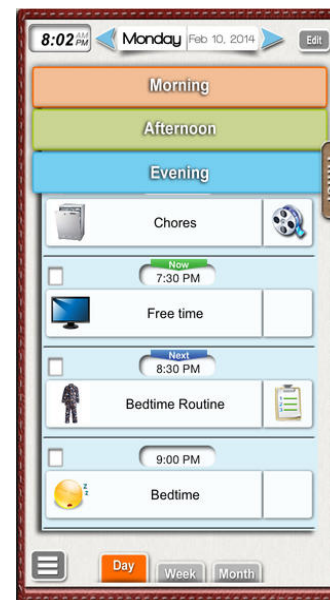 8:02 AM PM
Monday Feb 10, 2014
Edit
Morning
Afternoon
Evening
Chores
Now
7:30 PM
Free time
Next
8:30 PM
Bedtime Routine
9:00 PM
Bedtime
Day Week Month